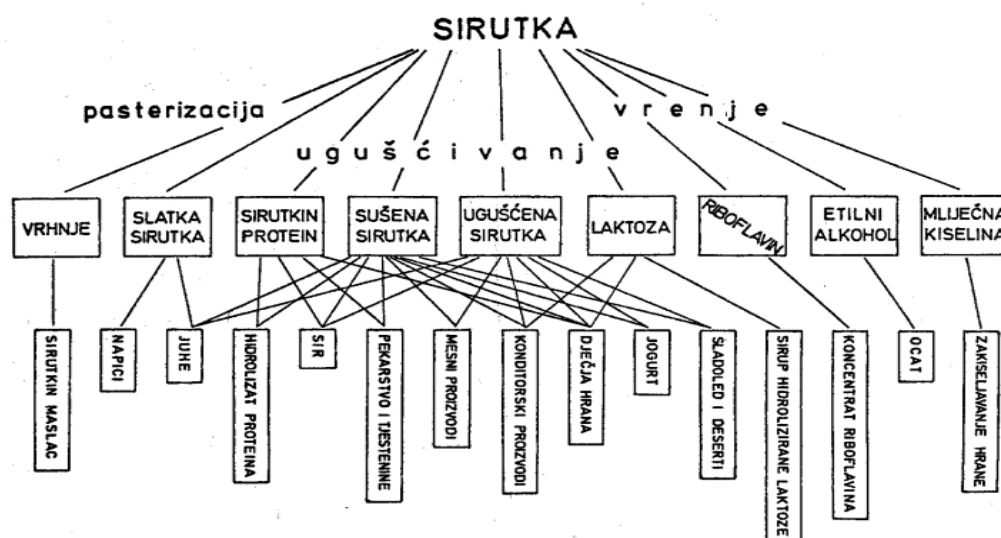 SIRUTKA
pasterizacija
vrenje
ugušćivanje
VRHNJE
SLATKA
SIRUTKA
SIRUTKIN
PROTEIN
SUŠENA
SIRUTKA
UGUŠĆENA
SIRUTKA
LAKTOZA
RIBOFLAVIN
ETILNI
ALKOHOL
MLIJEČNA
KISELINA
SIRUTKIN MASLAC
NAPICI
JUHE
HIDROLIZAT PROTEINA
SIR
PEKARSTVO I TJESTENINE
MESNI PROIZVODI
KONDITORSKI PROIZVODI
DJEČJA HRANA
JOGURT
SLADOLED I DESERTI
SIRUP HIDROLIZIRANE LAKTOZE
KONCENTRAT RIBOFLAVINA
OCAT
ZAKISELJAVANJE HRANE